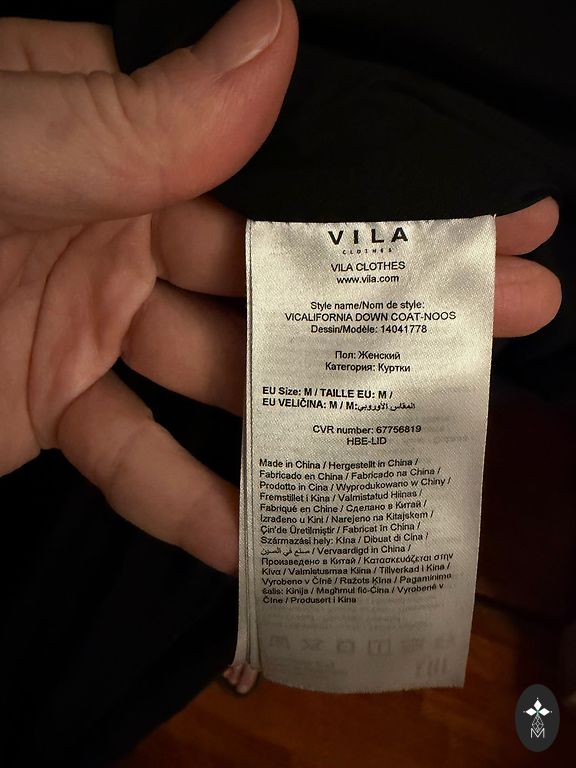 VILA
CLOTHES
VILA CLOTHES
www.vila.com
Style name/Nom de style:
VICALIFORNIA DOWN COAT-NOOS
Dessin/Modèle: 14041778
Пол: Женский
Категория: Куртки
EU Size: M / TAILLE EU: M /
EU VELIČINA: M / M:المقاس الأوروبي
CVR number: 67756819
HBE-LID
Made in China / Hergestellt in China /
Fabricado en China / Fabricado na China /
Prodotto in Cina / Wyprodukowano w Chiny /
Fremstillet i Kina / Valmistatud Hiinas /
Fabriqué en Chine / Сделано в Китай /
Izrađeno u Kini / Narejeno na Kitajskem /
Çin'de Üretilmiştir / Fabricat în China /
Származási hely: Kína / Dibuat di Cina /
صنع في الصين / Vervaardigd in China /
Произведено в Китай / Κατασκευάζεται στην
Κίνα / Valmistusmaa Kiina / Tillverkad i Kina /
Vyrobeno v Číně / Ražots Ķīna / Pagaminimo
šalis: Kinija / Magħmul fiċ-Ċina / Vyrobené v
Číne / Produsert i Kina
M